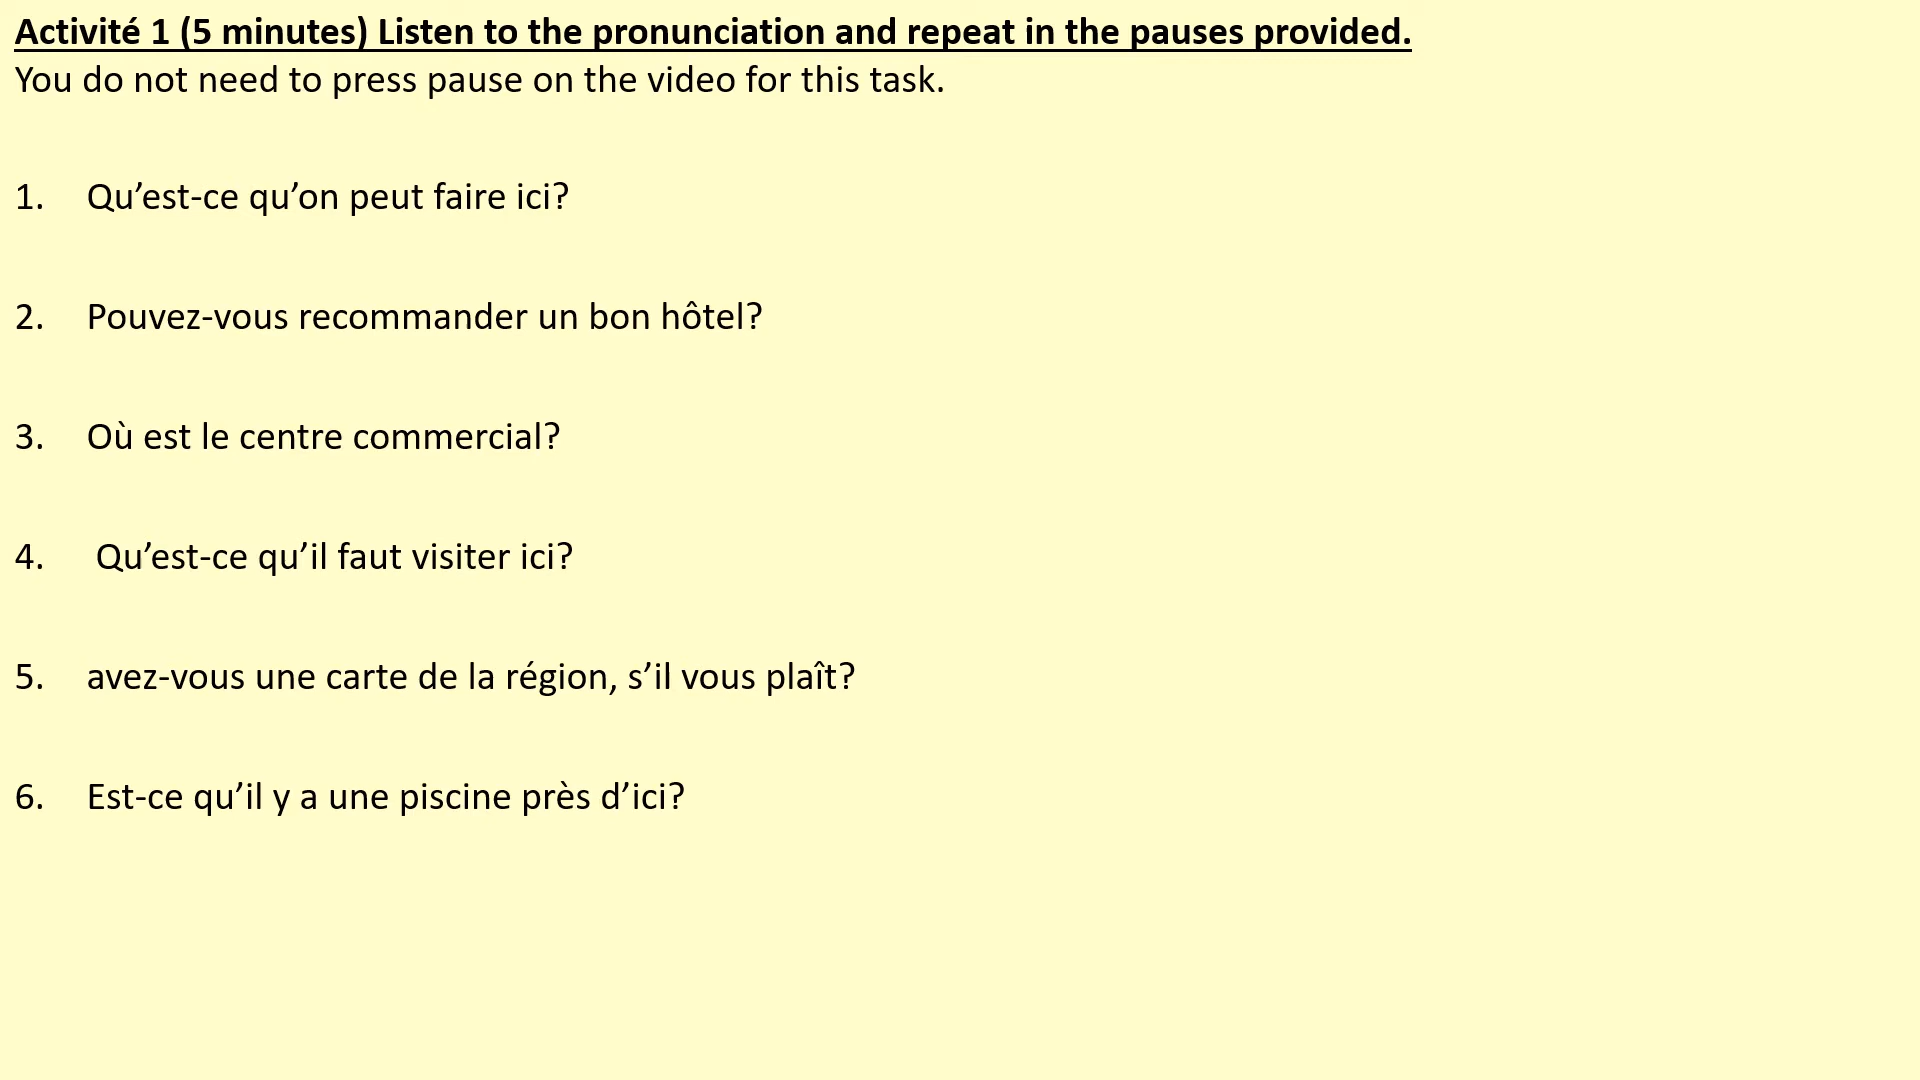 Activité 1 (5 minutes) Listen to the pronunciation and repeat in the pauses provided.
You do not need to press pause on the video for this task.
1. Qu’est-ce qu’on peut faire ici?
2. Pouvez-vous recommander un bon hôtel?
3. Où est le centre commercial?
4. Qu’est-ce qu’il faut visiter ici?
5. avez-vous une carte de la région, s’il vous plaît?
6. Est-ce qu’il y a une piscine près d’ici?